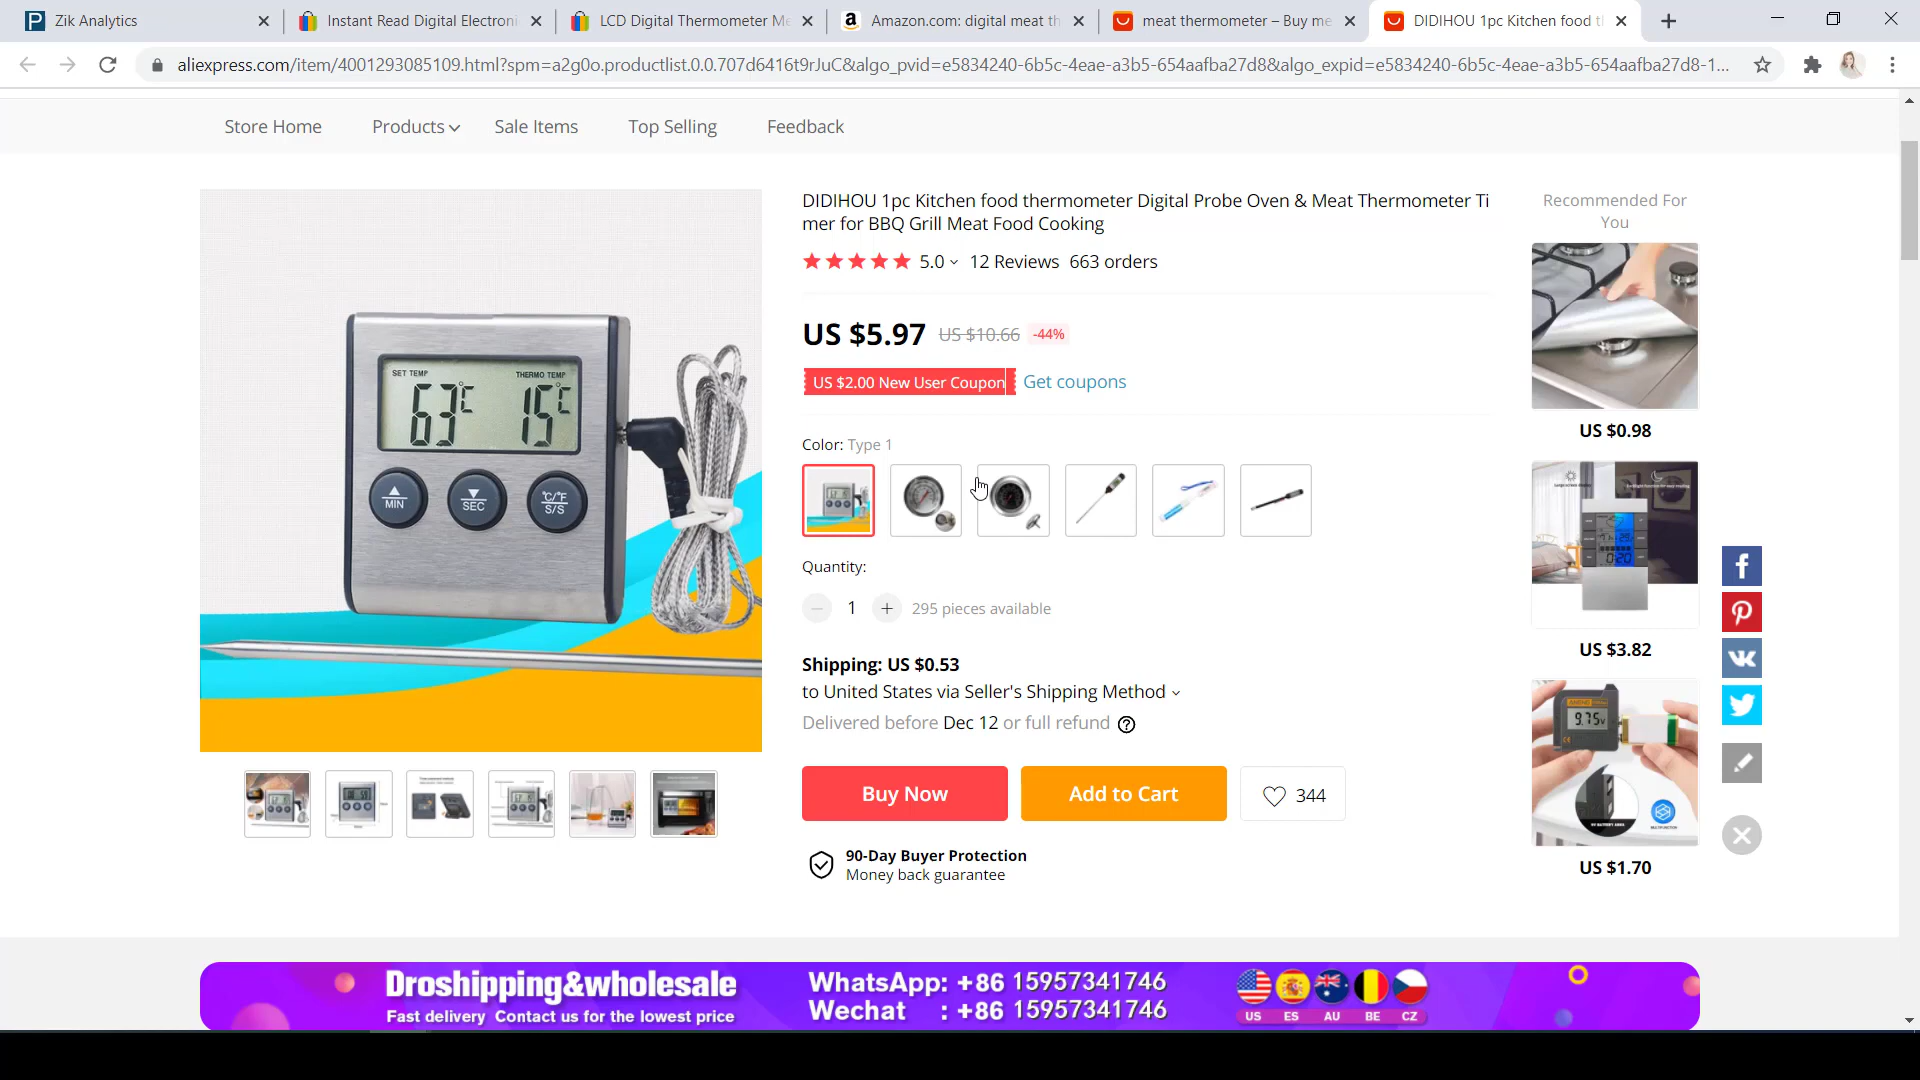 Zik Analytics
Instant Read Digital Electroni
LCD Digital Thermometer Me
Amazon.com: digital meat th
meat thermometer – Buy me
DIDIHOU 1pc Kitchen food t
aliexpress.com/item/4001293085109.html?spm=a2g0o.productlist.0.0.707d6416t9rJuC&algo_pvid=e5834240-6b5c-4eae-a3b5-654aafba27d8&algo_expid=e5834240-6b5c-4eae-a3b5-654aafba27d8-1...
Store Home
Products
Sale Items
Top Selling
Feedback
DIDIHOU 1pc Kitchen food thermometer Digital Probe Oven & Meat Thermometer Ti
mer for BBQ Grill Meat Food Cooking
5.0 12 Reviews 663 orders
US $5.97 US $10.66 -44%
US $2.00 New User Coupon Get coupons
Color: Type 1
Quantity:
1 295 pieces available
Shipping: US $0.53
to United States via Seller's Shipping Method
Delivered before Dec 12 or full refund
Buy Now
Add to Cart
344
90-Day Buyer Protection
Money back guarantee
SET TEMP THERMO TEMP
63°C 15°C
MIN
SEC
°C/°F
S/S
Recommended For
You
US $0.98
US $3.82
9.75v
US $1.70
Droshipping&wholesale
Fast delivery Contact us for the lowest price
WhatsApp: +86 15957341746
Wechat : +86 15957341746
US ES AU BE CZ